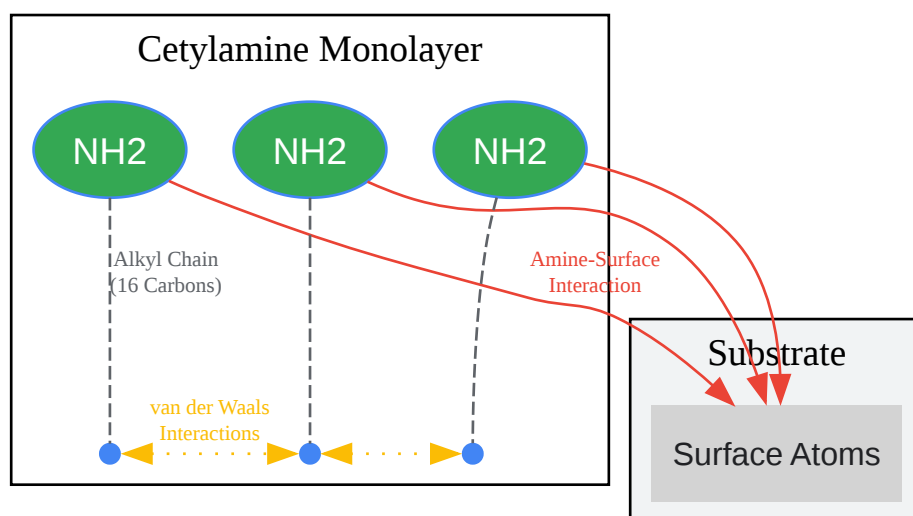 Cetylamine Monolayer
NH2
NH2
NH2
Alkyl Chain
(16 Carbons)
Amine-Surface
Interaction
van der Waals
Interactions
Substrate
Surface Atoms